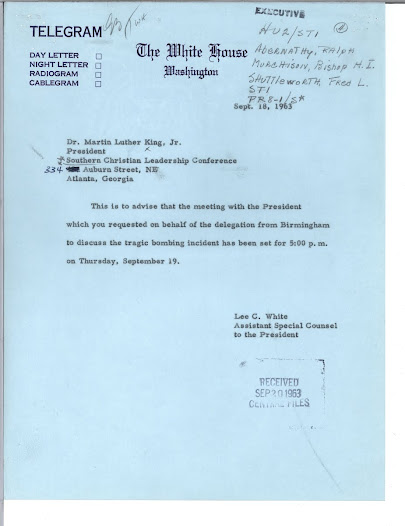 TELEGRAM
DAY LETTER
NIGHT LETTER
RADIOGRAM
CABLEGRAM
The White House
Washington
EXECUTIVE
HU2/ST1
ABERNATHY, RALPH
MURCHISON, Bishop H. I.
SHUTTLEWORTH, Fred L.
ST1
PR8-1/S*
Sept. 18, 1963
Dr. Martin Luther King, Jr.
President
Southern Christian Leadership Conference
334 Auburn Street, NE
Atlanta, Georgia
This is to advise that the meeting with the President
which you requested on behalf of the delegation from Birmingham
to discuss the tragic bombing incident has been set for 5:00 p. m.
on Thursday, September 19.
Lee C. White
Assistant Special Counsel
to the President
RECEIVED
SEP 30 1963
CENTRAL FILES